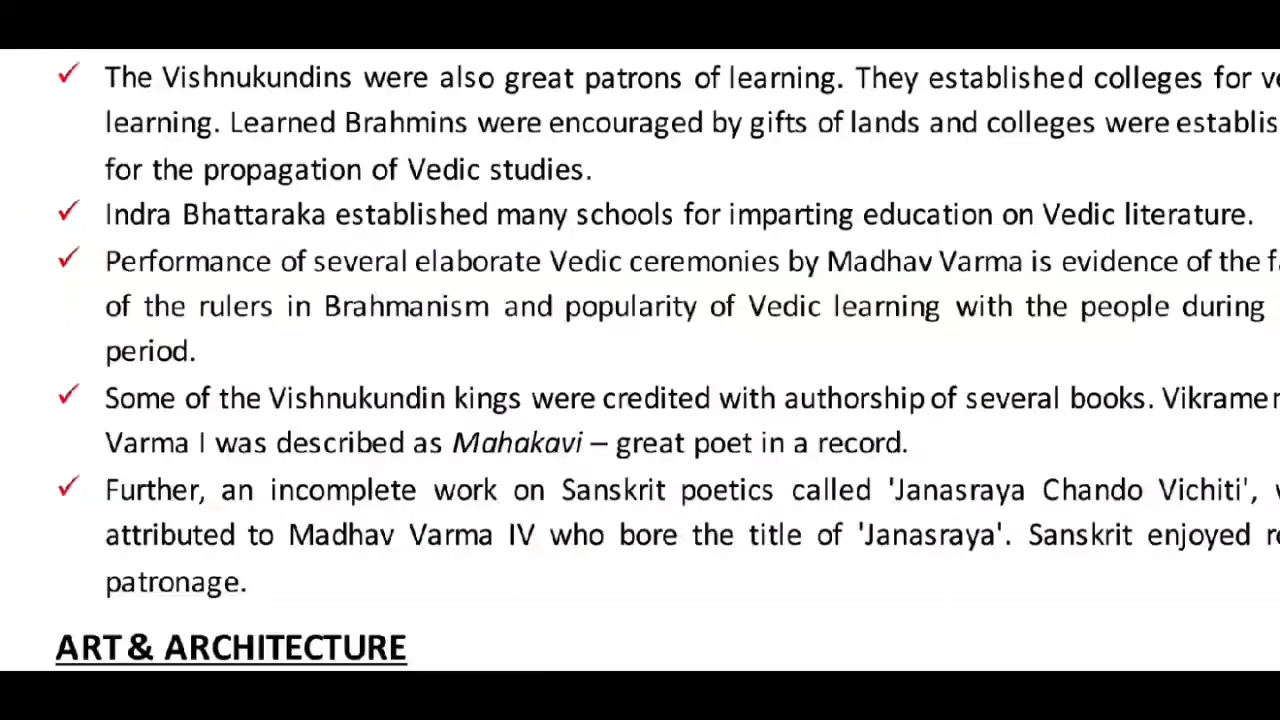 ✓ The Vishnukundins were also great patrons of learning. They established colleges for
learning. Learned Brahmins were encouraged by gifts of lands and colleges were establis
for the propagation of Vedic studies.
✓ Indra Bhattaraka established many schools for imparting education on Vedic literature.
✓ Performance of several elaborate Vedic ceremonies by Madhav Varma is evidence of the
of the rulers in Brahmanism and popularity of Vedic learning with the people during
period.
✓ Some of the Vishnukundin kings were credited with authorship of several books. Vikrame
Varma I was described as Mahakavi – great poet in a record.
✓ Further, an incomplete work on Sanskrit poetics called 'Janasraya Chando Vichiti',
attributed to Madhav Varma IV who bore the title of 'Janasraya'. Sanskrit enjoyed
patronage.
ART & ARCHITECTURE